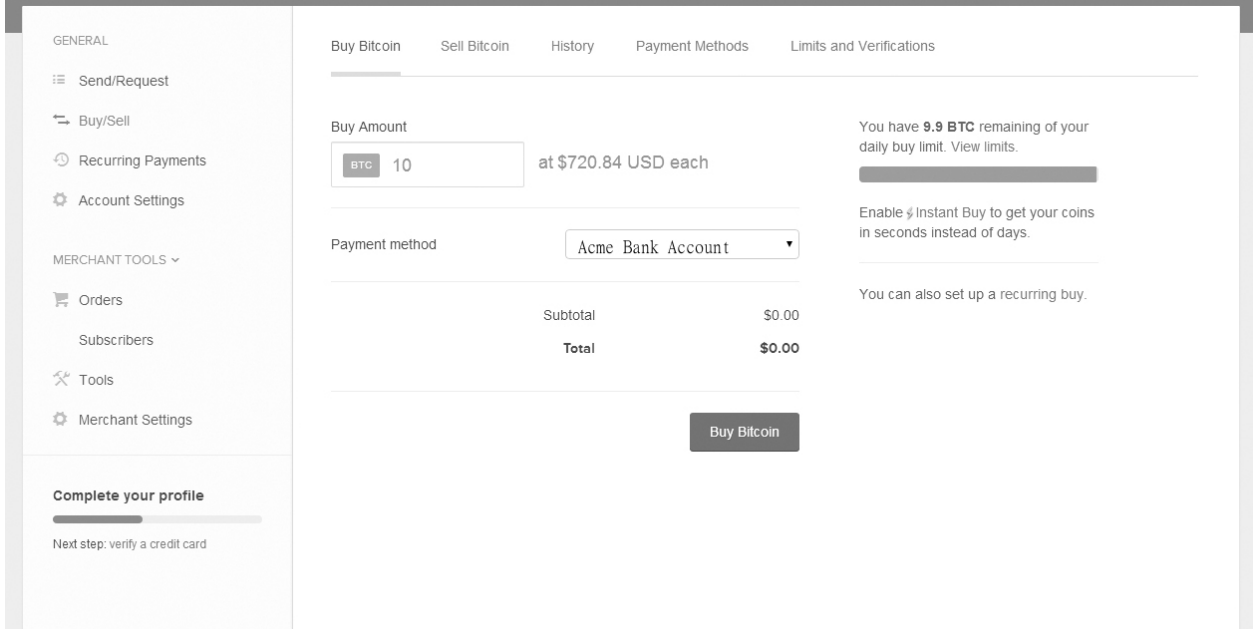 GENERAL
Send/Request
Buy/Sell
Recurring Payments
Account Settings
MERCHANT TOOLS
Orders
Subscribers
Tools
Merchant Settings
Complete your profile
Next step: verify a credit card
Buy Bitcoin Sell Bitcoin History Payment Methods Limits and Verifications
Buy Amount
BTC 10 at $720.84 USD each
Payment method Acme Bank Account
Subtotal $0.00
Total $0.00
Buy Bitcoin
You have 9.9 BTC remaining of your
daily buy limit. View limits.
Enable Instant Buy to get your coins
in seconds instead of days.
You can also set up a recurring buy.